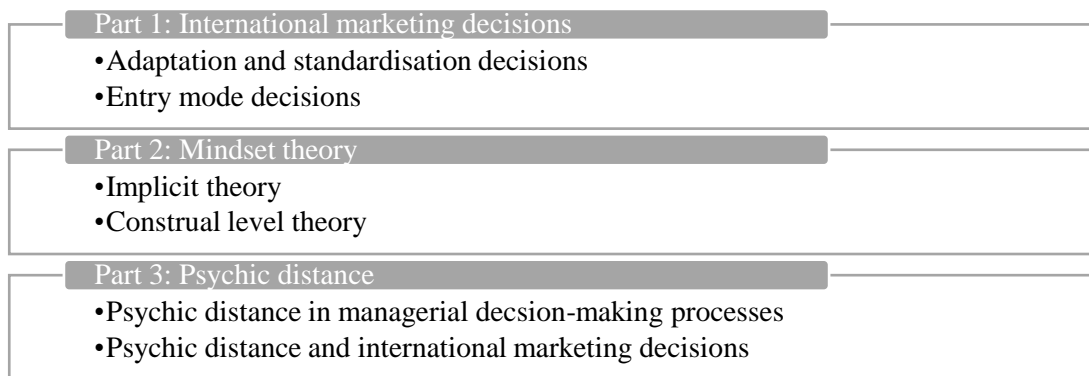 Part 1: International marketing decisions
•Adaptation and standardisation decisions
•Entry mode decisions
Part 2: Mindset theory
•Implicit theory
•Construal level theory
Part 3: Psychic distance
•Psychic distance in managerial decsion-making processes
•Psychic distance and international marketing decisions